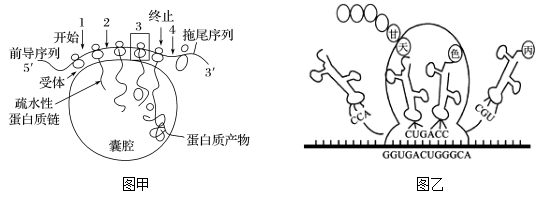 1
开始
2
3
终止
4
拖尾序列
前导序列
5′
3′
受体
疏水性
蛋白质链
囊腔
蛋白质产物
图甲
甘
天
色
丙
CCA
CUGACC
CGU
GGUGACUGGGCA
图乙